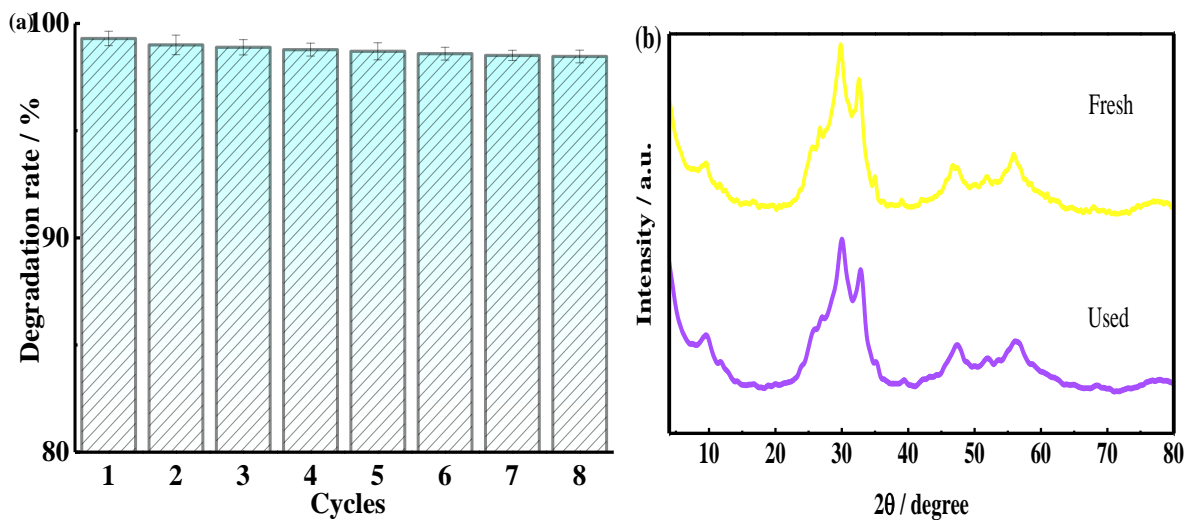 (a)
100
90
80
Degradation rate / %
1 2 3 4 5 6 7 8
Cycles
(b)
Fresh
Used
Intensity / a.u.
10 20 30 40 50 60 70 80
2θ / degree